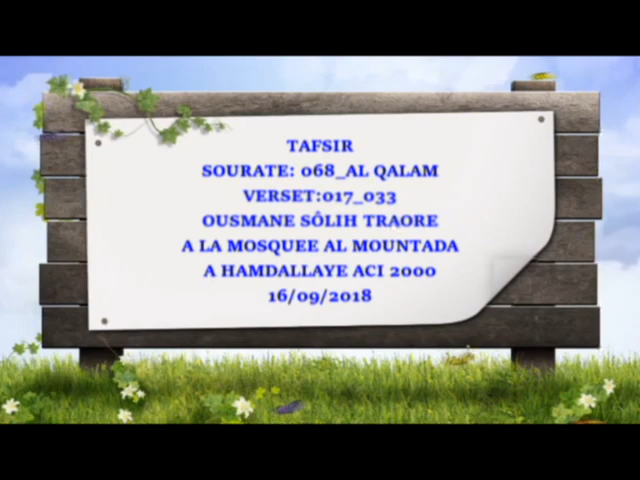 TAFSIR
SOURATE: 068_AL QALAM
VERSET:017_033
OUSMANE SÔLIH TRAORE
A LA MOSQUEE AL MOUNTADA
A HAMDALLAYE ACI 2000
16/09/2018